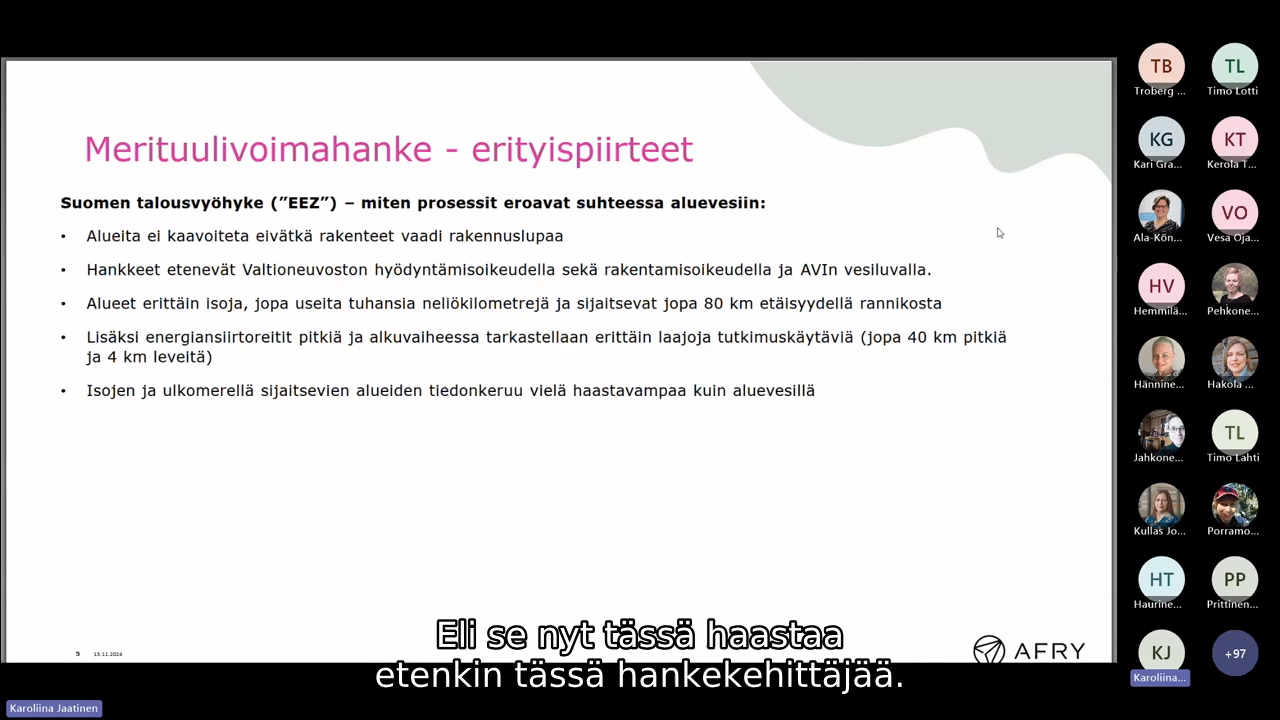 Merituulivoimahanke - erityispiirteet
Suomen talousvyöhyke (”EEZ”) – miten prosessit eroavat suhteessa aluevesiin:
• Alueita ei kaavoiteta eivätkä rakenteet vaadi rakennuslupaa
• Hankkeet etenevät Valtioneuvoston hyödyntämisoikeudella sekä rakentamisoikeudella ja AVIn vesiluvalla.
• Alueet erittäin isoja, jopa useita tuhansia neliökilometrejä ja sijaitsevat jopa 80 km etäisyydellä rannikosta
• Lisäksi energiansiirtoreitit pitkiä ja alkuvaiheessa tarkastellaan erittäin laajoja tutkimuskäytäviä (jopa 40 km pitkiä
ja 4 km leveitä)
• Isojen ja ulkomerellä sijaitsevien alueiden tiedonkeruu vielä haastavampaa kuin aluevesillä
5 13.11.2024
AFRY
Eli se nyt tässä haastaa
etenkin tässä hankekehittäjää.
Karoliina Jaatinen
TB TL
Troberg ... Timo Lotti
KG KT
Kari Gra... Kerola T...
VO
Ala-Kön... Vesa Oja...
HV
Hemmilä... Pehkone...
Hännine... Hakola ...
TL
Jahkone... Timo Lahti
Kullas Jo... Porramo...
HT PP
Haurine... Prittinen...
KJ +97
Karoliina...